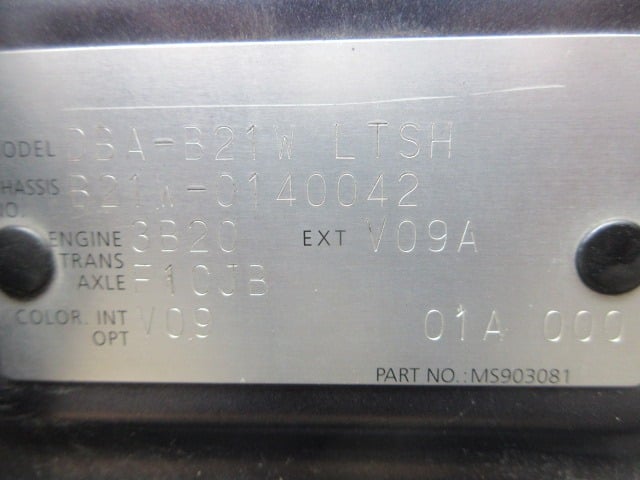 MODEL DBA-B21W LTSH
CHASSIS B21W-0140042
NO.
ENGINE 3B20 EXT V09A
TRANS
AXLE F1CJB
COLOR. INT V09 01A 000
OPT
PART NO.: MS903081